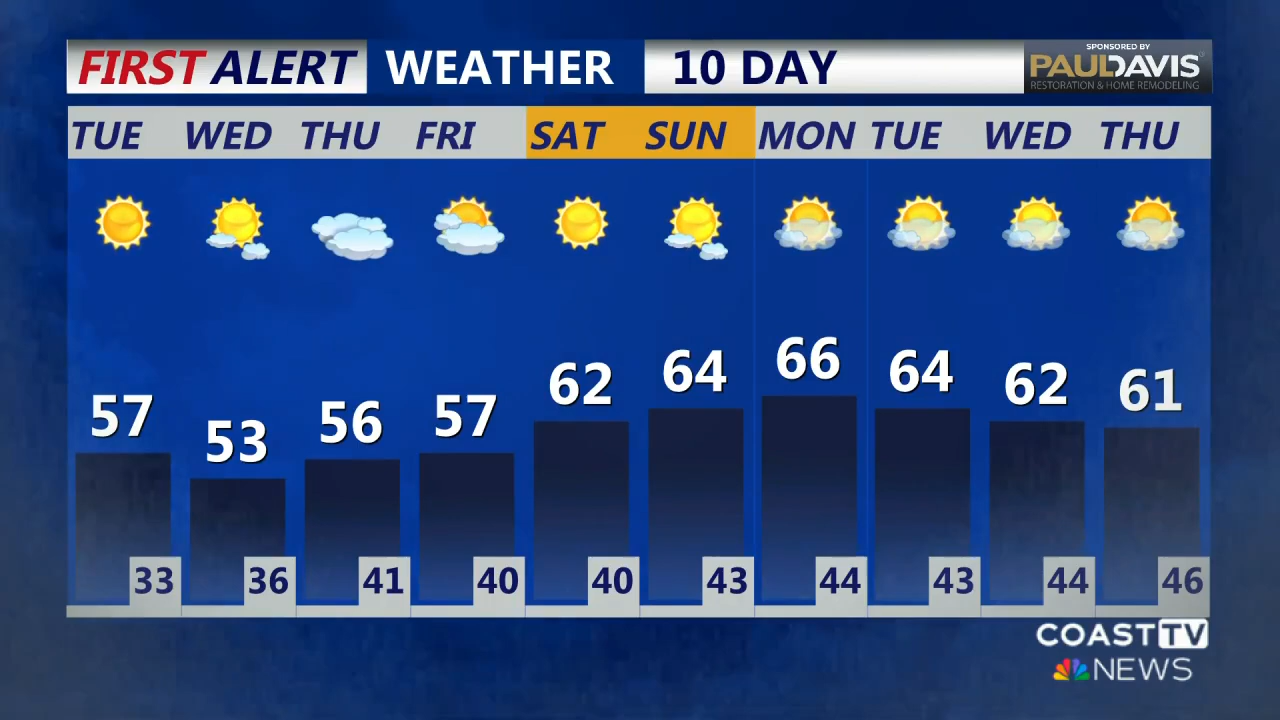 FIRST ALERT WEATHER 10 DAY
SPONSORED BY
PAULDAVIS
RESTORATION & HOME REMODELING
TUE WED THU FRI SAT SUN MON TUE WED THU
57 53 56 57 62 64 66 64 62 61
33 36 41 40 40 43 44 43 44 46
COAST TV
NEWS